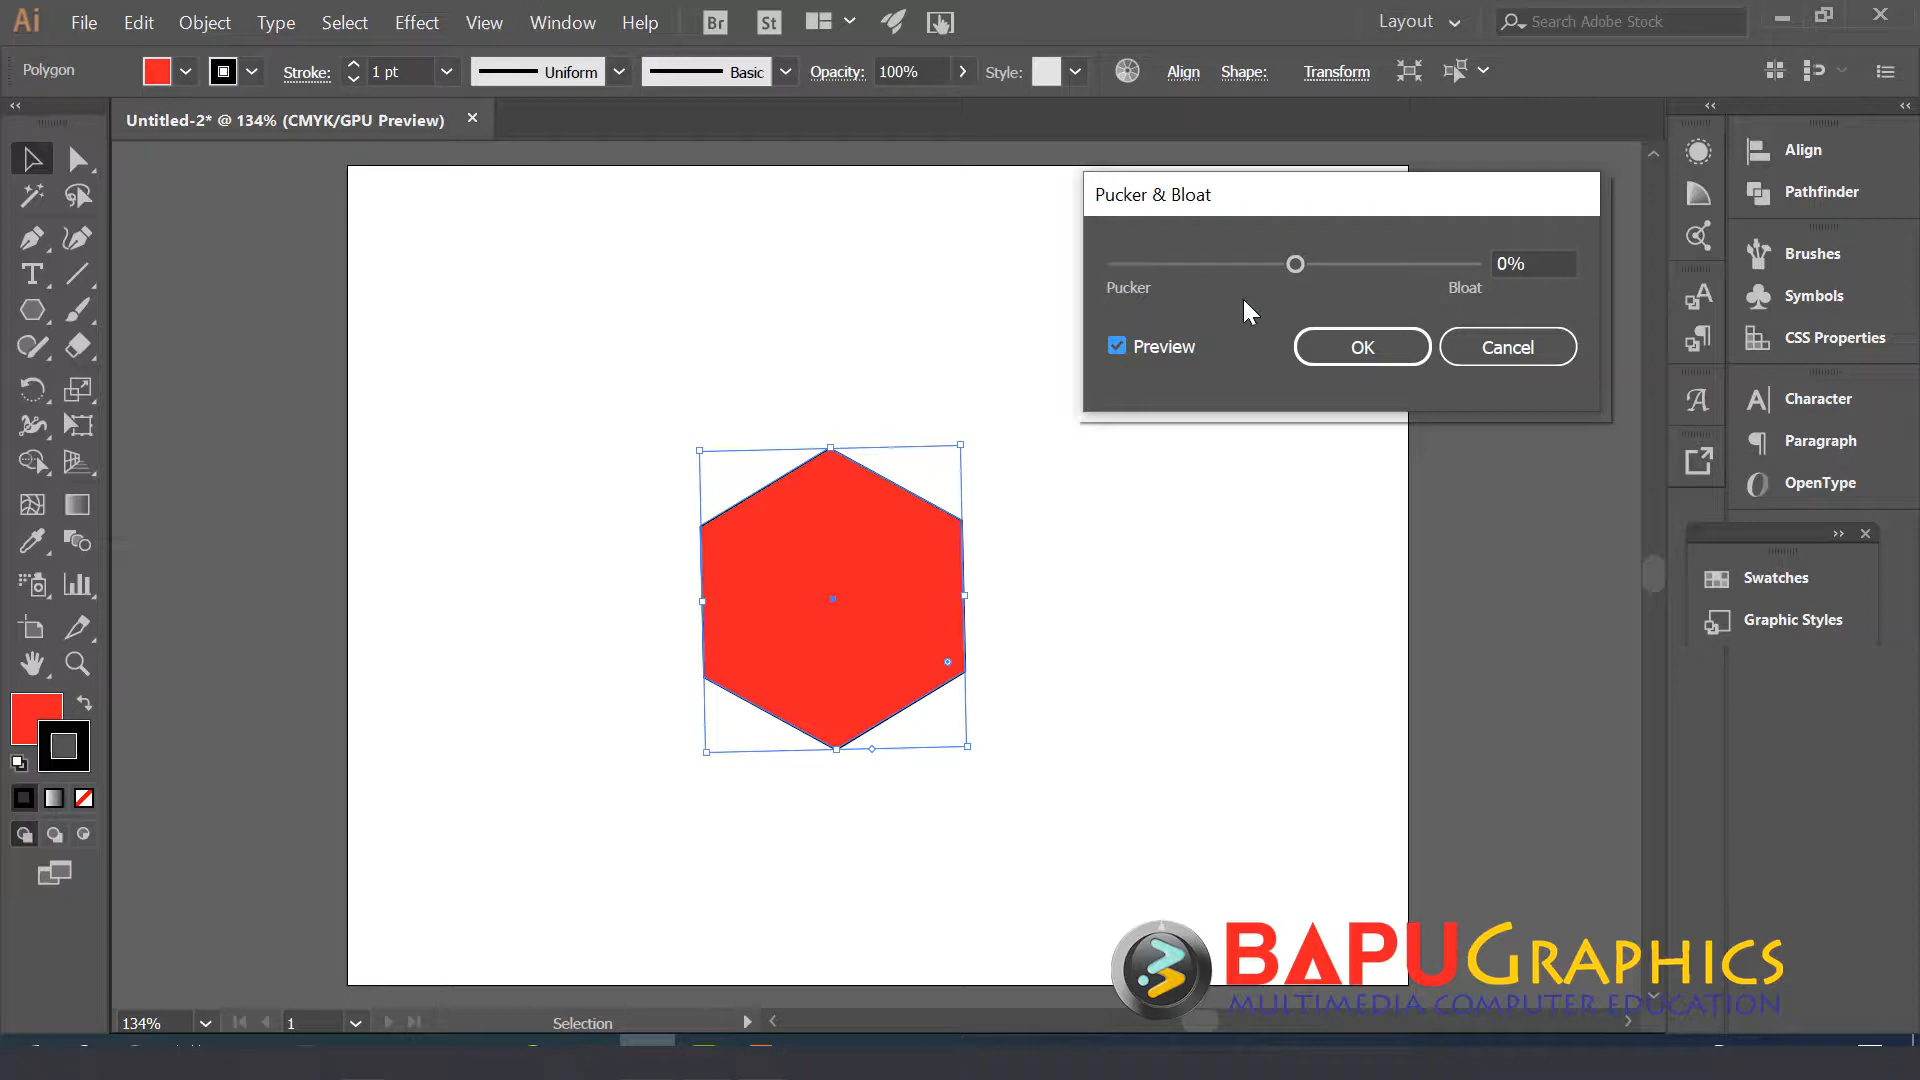 Ai File Edit Object Type Select Effect View Window Help Br St Layout Search Adobe Stock
Polygon Stroke: 1 pt Uniform Basic Opacity: 100% Style: Align Shape: Transform
Untitled-2* @ 134% (CMYK/GPU Preview)
Pucker & Bloat
0%
Pucker Bloat
Preview OK Cancel
Align
Pathfinder
Brushes
Symbols
CSS Properties
Character
Paragraph
OpenType
Swatches
Graphic Styles
BAPUGRAPHICS
MULTIMEDIA COMPUTER EDUCATION
134% 1 Selection